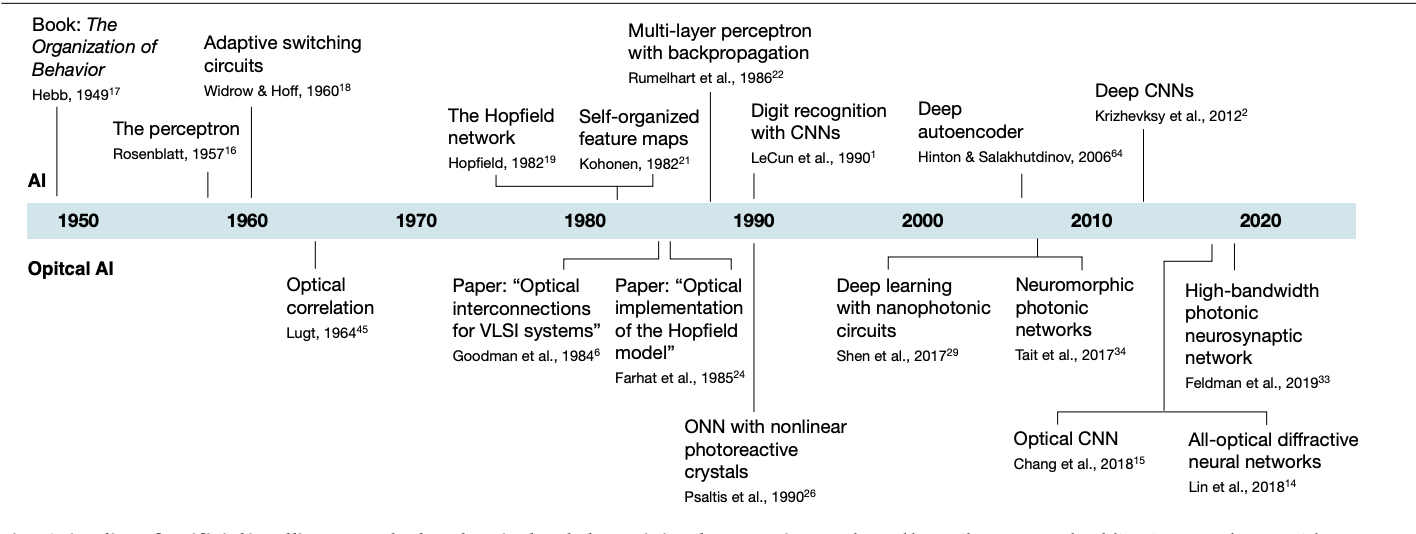 Book: The
Organization of
Behavior
Hebb, 1949¹⁷
Adaptive switching
circuits
Widrow & Hoff, 1960¹⁸
The perceptron
Rosenblatt, 1957¹⁶
The Hopfield
network
Hopfield, 1982¹⁹
Self-organized
feature maps
Kohonen, 1982²¹
Multi-layer perceptron
with backpropagation
Rumelhart et al., 1986²²
Digit recognition
with CNNs
LeCun et al., 1990¹
Deep
autoencoder
Hinton & Salakhutdinov, 2006⁶⁴
Deep CNNs
Krizhevksy et al., 2012²
AI
1950 1960 1970 1980 1990 2000 2010 2020
Opitcal AI
Optical
correlation
Lugt, 1964⁴⁵
Paper: “Optical
interconnections
for VLSI systems”
Goodman et al., 1984⁶
Paper: “Optical
implementation
of the Hopfield
model”
Farhat et al., 1985²⁴
ONN with nonlinear
photoreactive
crystals
Psaltis et al., 1990²⁶
Deep learning
with nanophotonic
circuits
Shen et al., 2017²⁹
Neuromorphic
photonic
networks
Tait et al., 2017³⁴
High-bandwidth
photonic
neurosynaptic
network
Feldman et al., 2019³³
Optical CNN
Chang et al., 2018¹⁵
All-optical diffractive
neural networks
Lin et al., 2018¹⁴